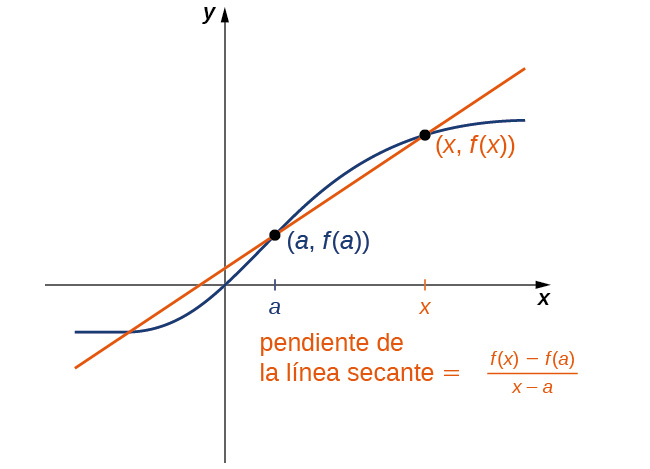 y
(x, f(x))
(a, f(a))
x
a
x
pendiente de
la línea secante = f(x) − f(a)
x − a